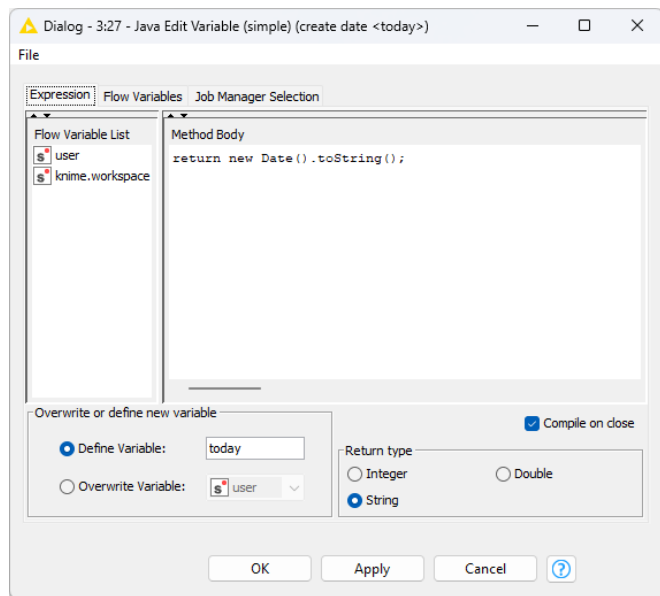 Dialog - 3:27 - Java Edit Variable (simple) (create date <today>)
File
Expression Flow Variables Job Manager Selection
Flow Variable List
s user
s knime.workspace
Method Body
return new Date().toString();
Overwrite or define new variable
Define Variable: today
Overwrite Variable: s user
Compile on close
Return type
Integer Double
String
OK Apply Cancel ?